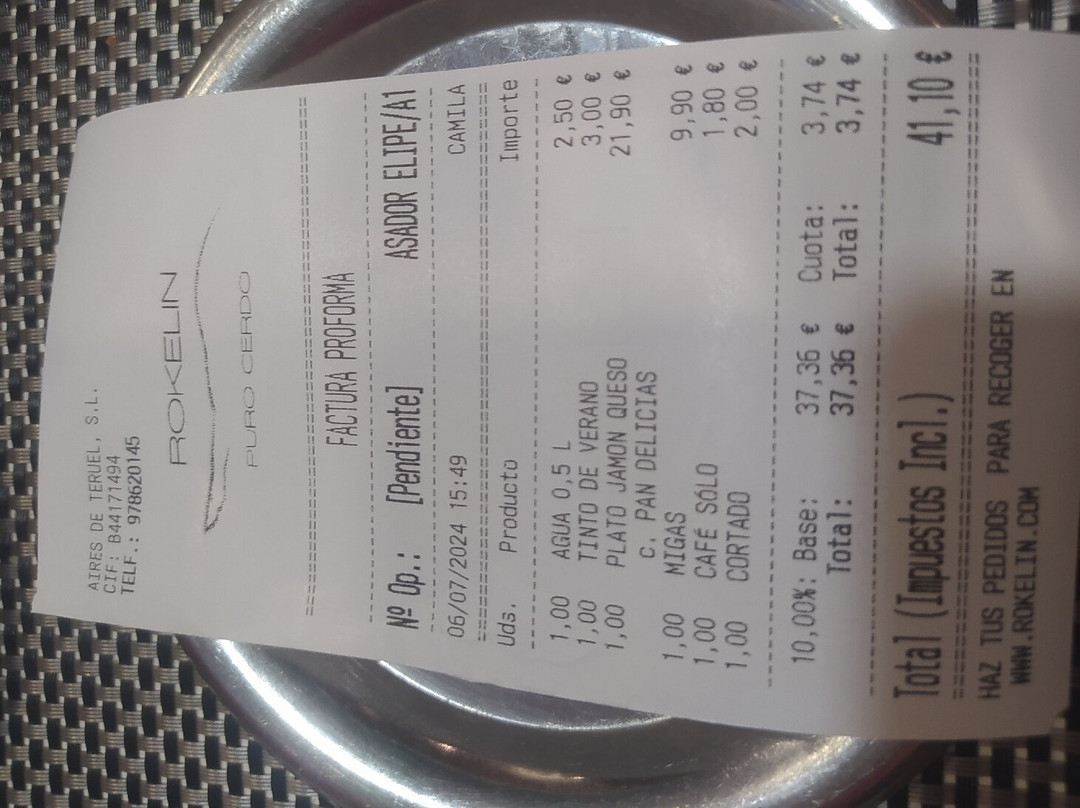 AIRES DE TERUEL, S.L.
CIF: B44171494
TELF.: 978620145
ROKELIN
PURO CERDO
FACTURA PROFORMA
Nº Op.: [Pendiente] ASADOR ELIPE/A1
06/07/2024 15:49 CAMILA
Uds. Producto Importe
1,00 AGUA 0,5 L 2,50 €
1,00 TINTO DE VERANO 3,00 €
1,00 PLATO JAMON QUESO 21,90 €
C. PAN DELICIAS
1,00 MIGAS 9,90 €
1,00 CAFÉ SÓLO 1,80 €
1,00 CORTADO 2,00 €
10,00%: Base: 37,36 € Cuota: 3,74 €
Total: 37,36 € Total: 3,74 €
Total (Impuestos Incl.) 41,10 €
HAZ TUS PEDIDOS PARA RECOGER EN
WWW.ROKELIN.COM